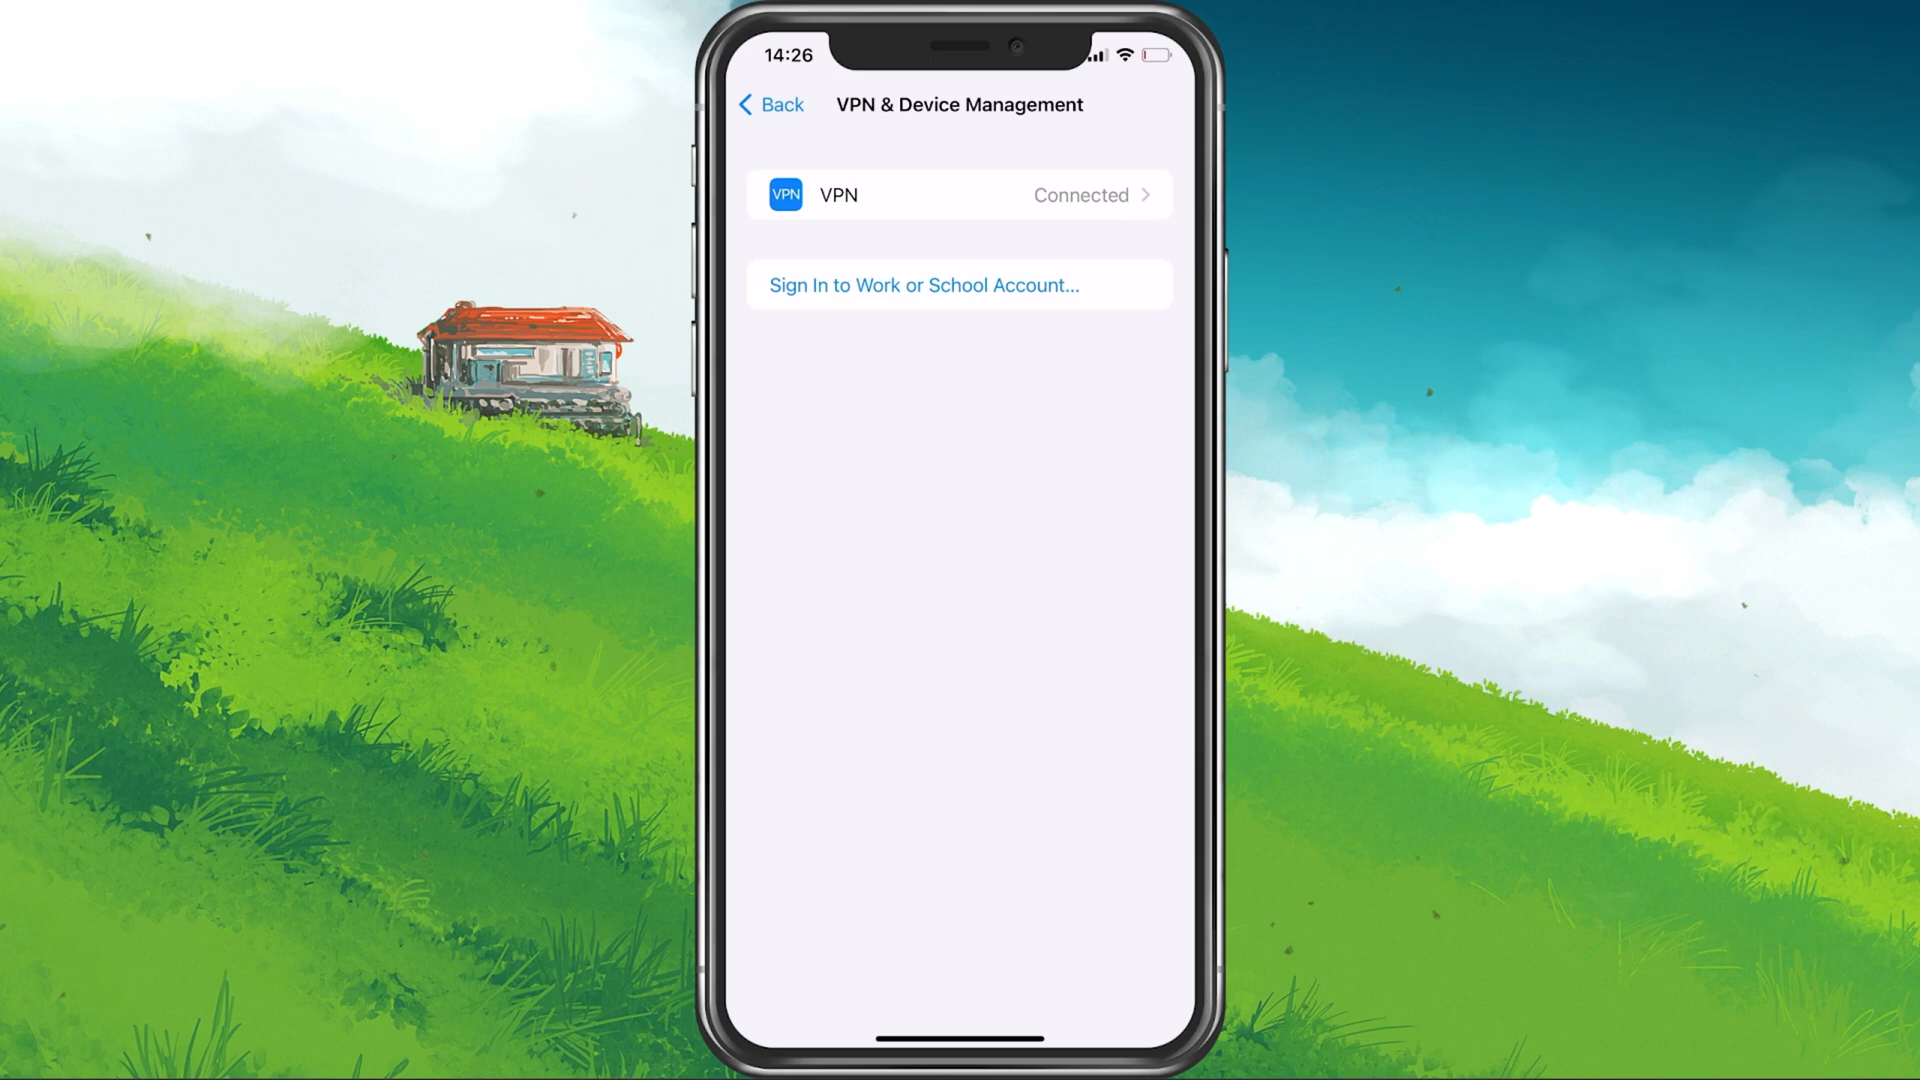 14:26
Back
VPN & Device Management
VPN VPN Connected
Sign In to Work or School Account...